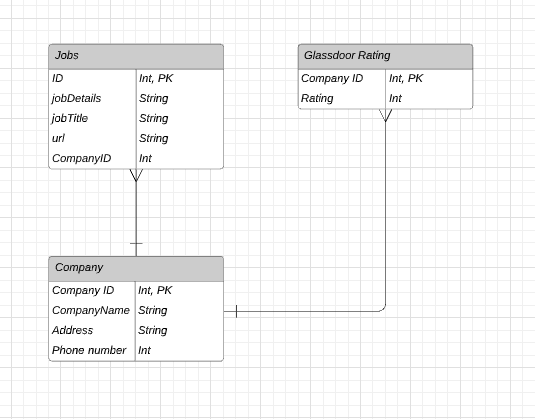 Jobs
ID Int, PK
jobDetails String
jobTitle String
url String
CompanyID Int
Glassdoor Rating
Company ID Int, PK
Rating Int
Company
Company ID Int, PK
CompanyName String
Address String
Phone number Int